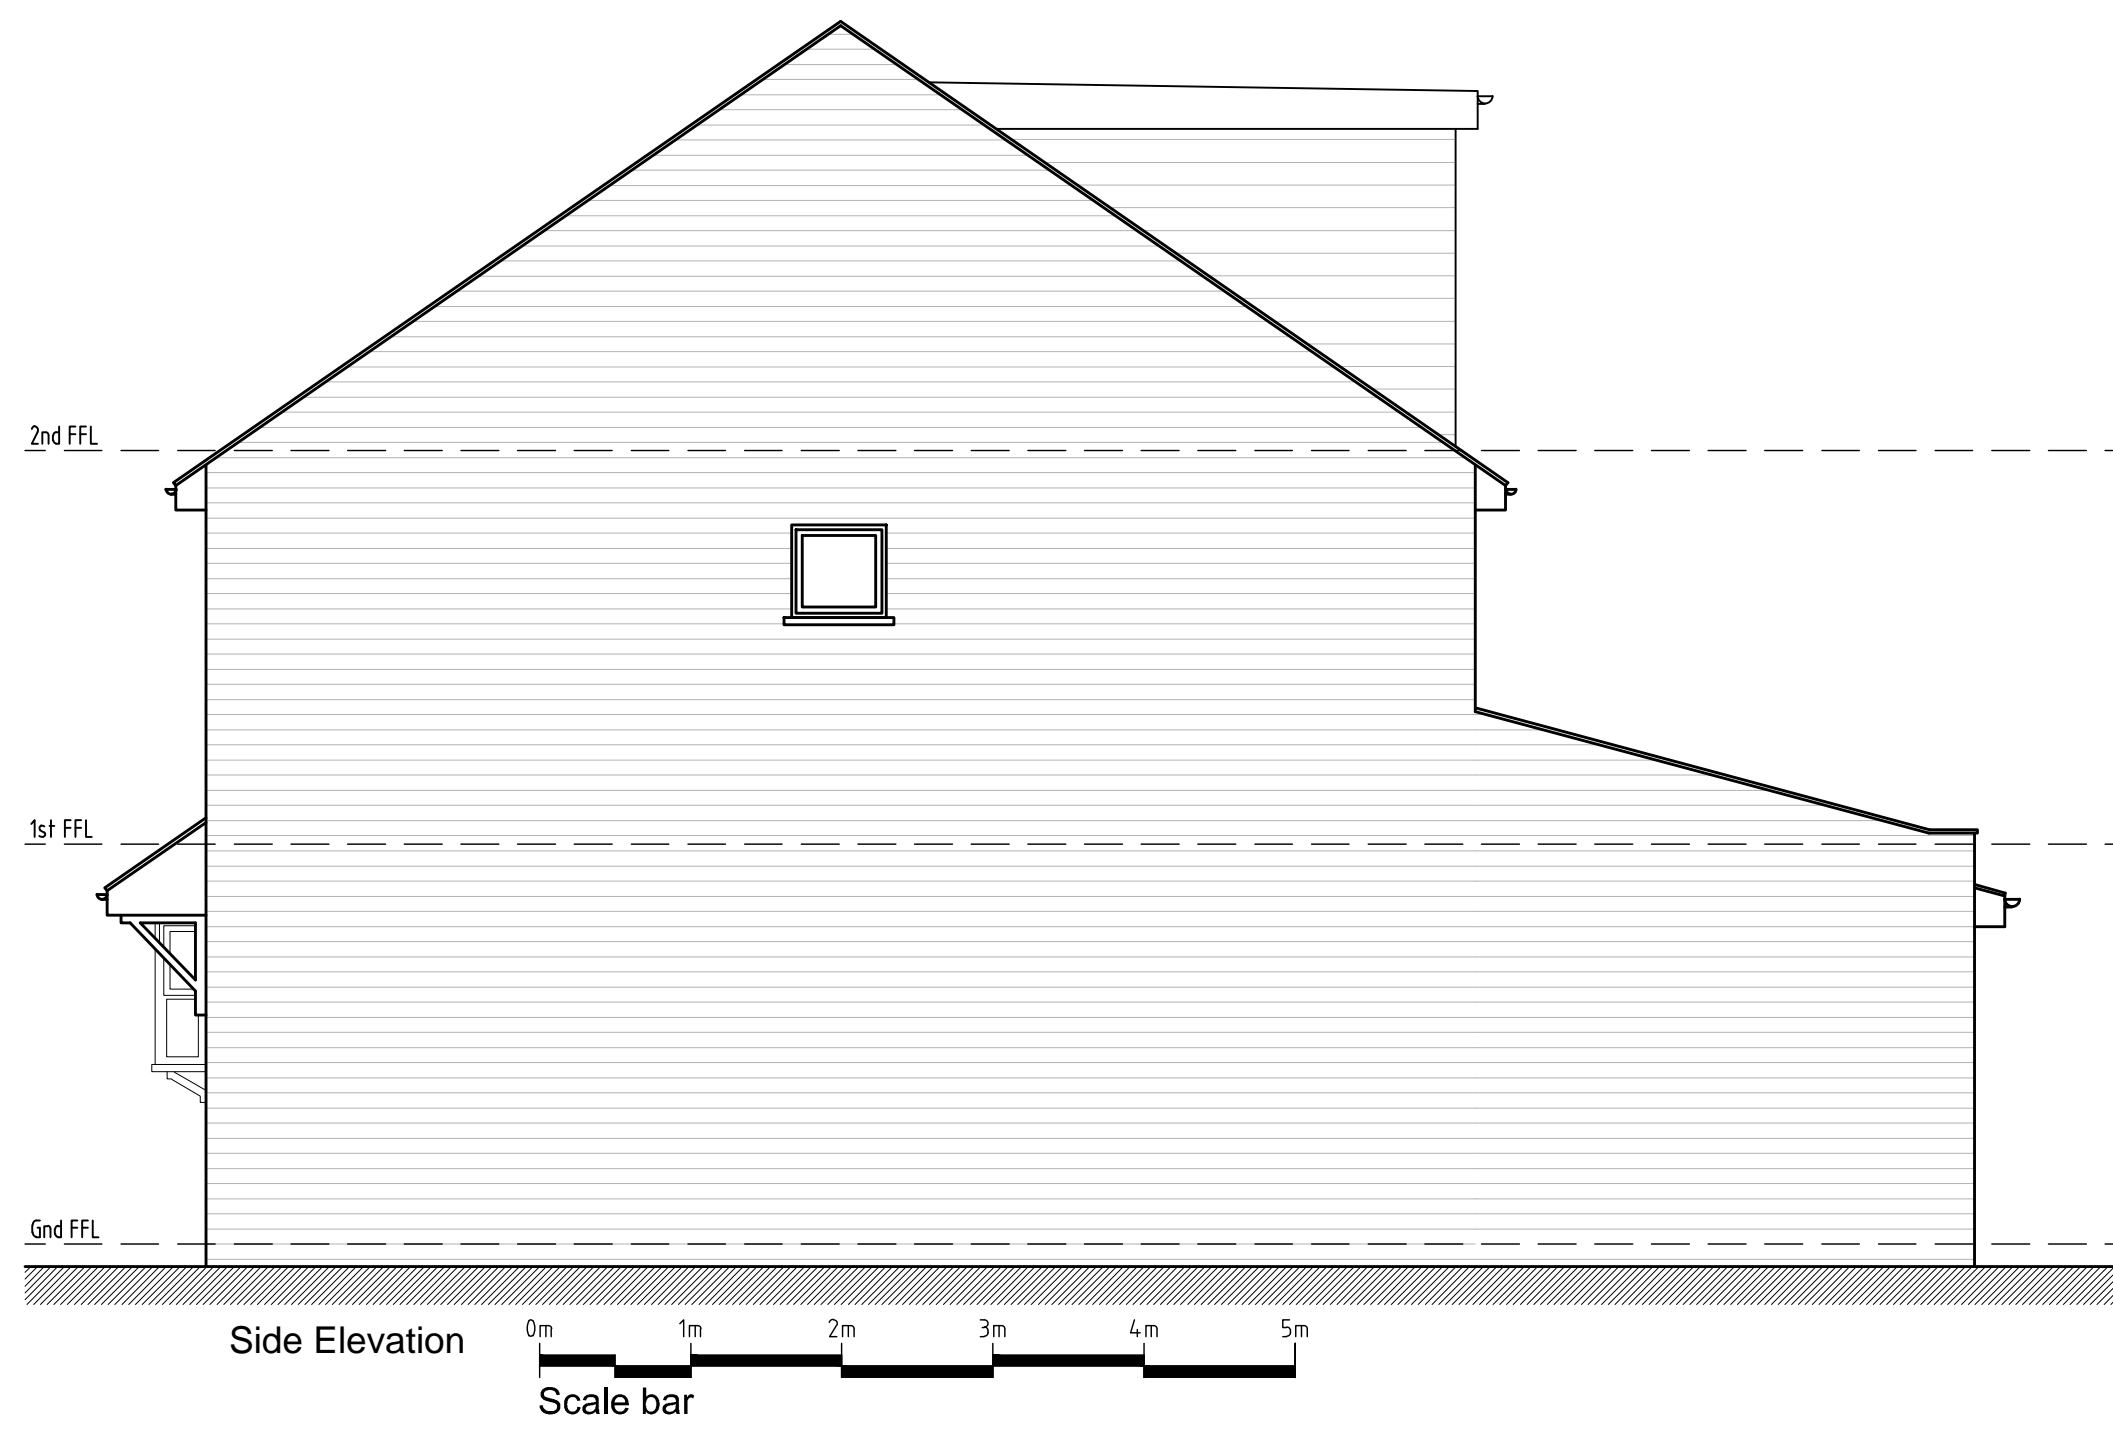 2nd FFL
1st FFL
Gnd FFL
Side Elevation
0m 1m 2m 3m 4m 5m
Scale bar